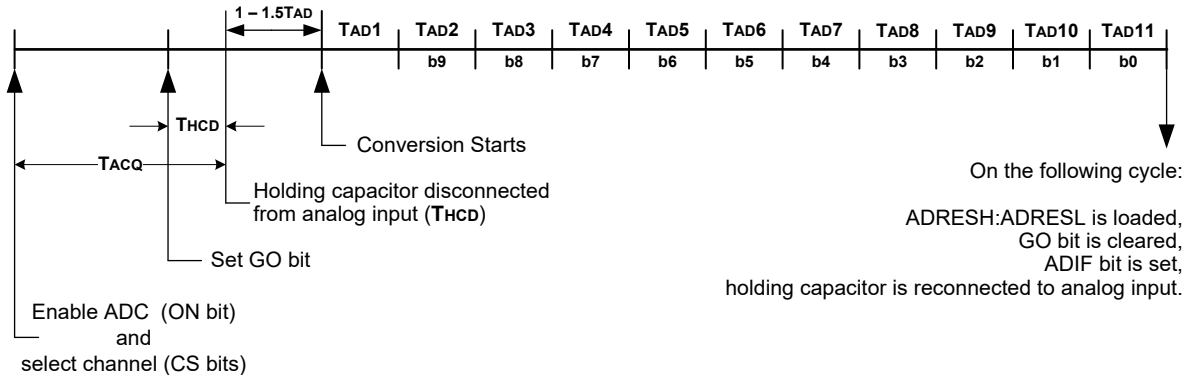 1 – 1.5TAD
TAD1 TAD2 TAD3 TAD4 TAD5 TAD6 TAD7 TAD8 TAD9 TAD10 TAD11
b9 b8 b7 b6 b5 b4 b3 b2 b1 b0
THCD
TACQ
Conversion Starts
Holding capacitor disconnected
from analog input (THCD)
Set GO bit
Enable ADC (ON bit)
and
select channel (CS bits)
On the following cycle:
ADRESH:ADRESL is loaded,
GO bit is cleared,
ADIF bit is set,
holding capacitor is reconnected to analog input.